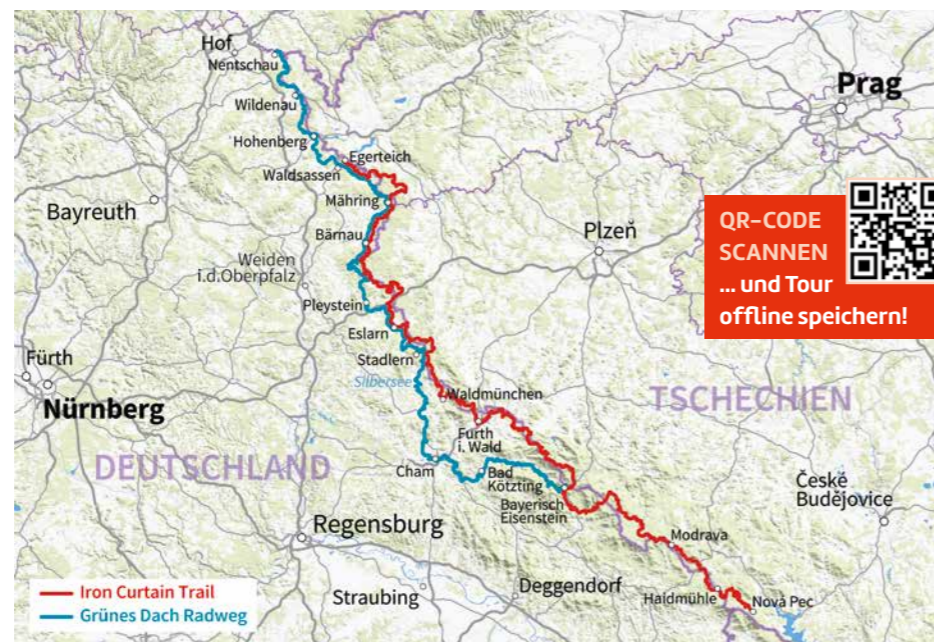 Hof
Nentschau
Prag
Wildenau
Hohenberg
Egerteich
Waldsassen
Mähring
Bayreuth
QR-CODE
SCANNEN
... und Tour
offline speichern!
Bärnau
Plzeň
Weiden
i.d.Oberpfalz
Pleystein
Eslarn
Stadlern
Fürth
Silbersee
Waldmünchen
TSCHECHIEN
Nürnberg
Furth
i. Wald
DEUTSCHLAND
Cham
Bad
Kötzting
České
Budějovice
Bayerisch
Eisenstein
Regensburg
Modrava
Iron Curtain Trail
Grünes Dach Radweg
Straubing
Deggendorf
Haidmühle
Nová Pec